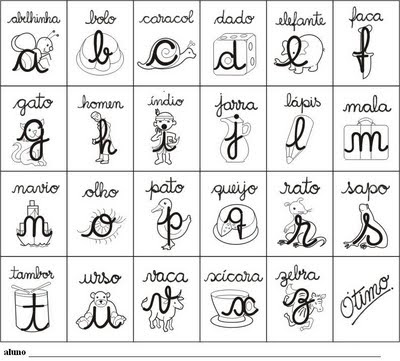 abelhinha bolo caracol dado elefante faca
a b c d e f
gato homen índio jarra lápis mala
g h i j l m
navio olho pato queijo rato sapo
n o p q r s
tambor urso vaca xícara zebra Ótimo
t u v x z
aluno